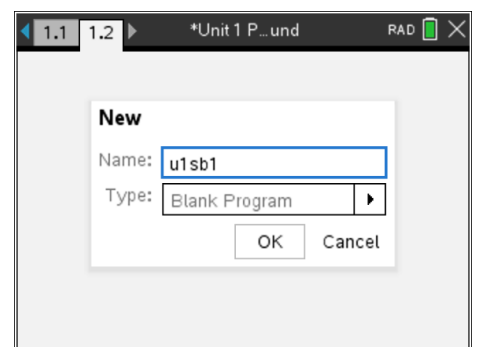 1.1 1.2 *Unit 1 P...und RAD
New
Name: u1sb1
Type: Blank Program
OK Cancel